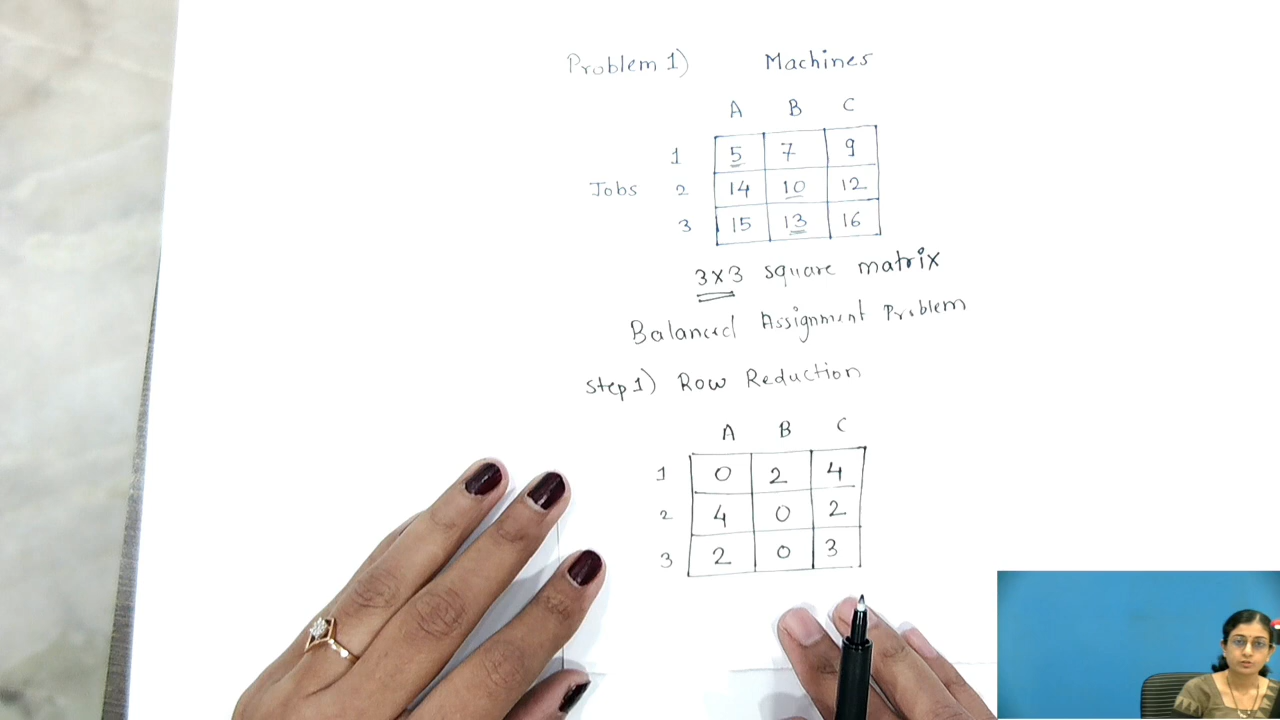 Problem 1) Machines
A B C
1 5 7 9
Jobs 2 14 10 12
3 15 13 16
3x3 square matrix
Balanced Assignment Problem
Step 1) Row Reduction
A B C
1 0 2 4
2 4 0 2
3 2 0 3